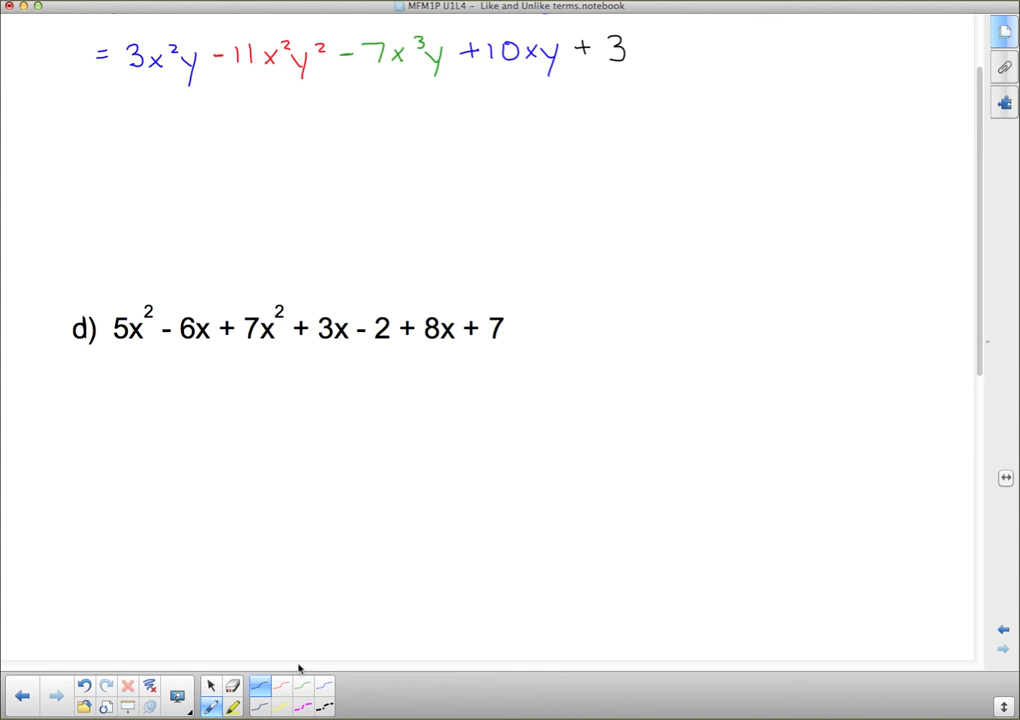 MFM1P U1L4 - Like and Unlike terms.notebook
= 3x²y - 11x²y² - 7x³y + 10xy + 3
d) 5x² - 6x + 7x² + 3x - 2 + 8x + 7